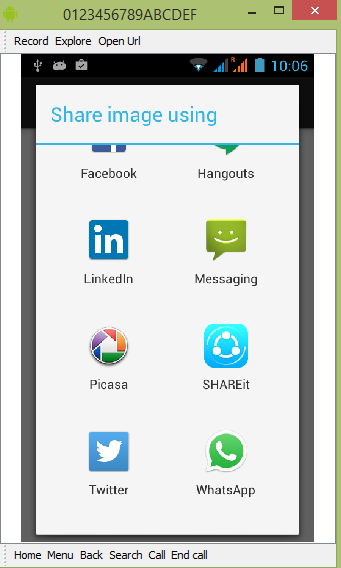 0123456789ABCDEF
Record Explore Open Url
R 10:06
Share image using
Facebook Hangouts
in
LinkedIn Messaging
Picasa SHAREit
Twitter WhatsApp
Home Menu Back Search Call End call